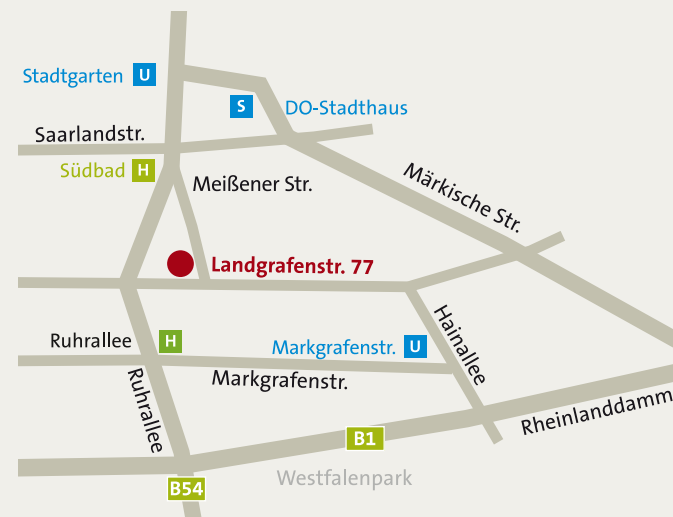 Stadtgarten U
S DO-Stadthaus
Saarlandstr.
Südbad H
Meißener Str.
Märkische Str.
Landgrafenstr. 77
Ruhrallee H
Markgrafenstr. U
Hainallee
Markgrafenstr.
Ruhrallee
Rheinlanddamm
B1
Westfalenpark
B54